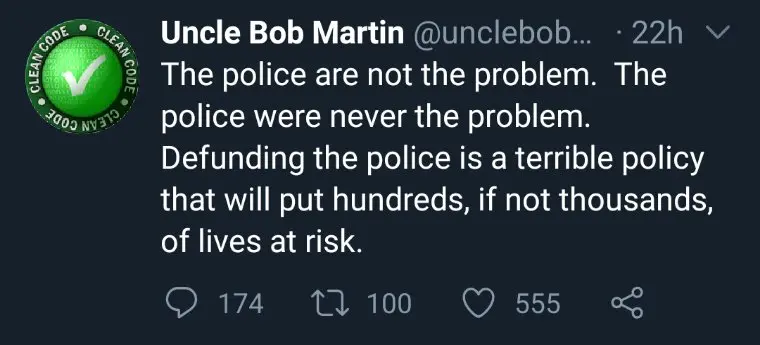 CLEAN CODE • CLEAN CODE • CLEAN CODE •
Uncle Bob Martin @unclebob... · 22h
The police are not the problem.  The
police were never the problem.
Defunding the police is a terrible policy
that will put hundreds, if not thousands,
of lives at risk.
174 100 555